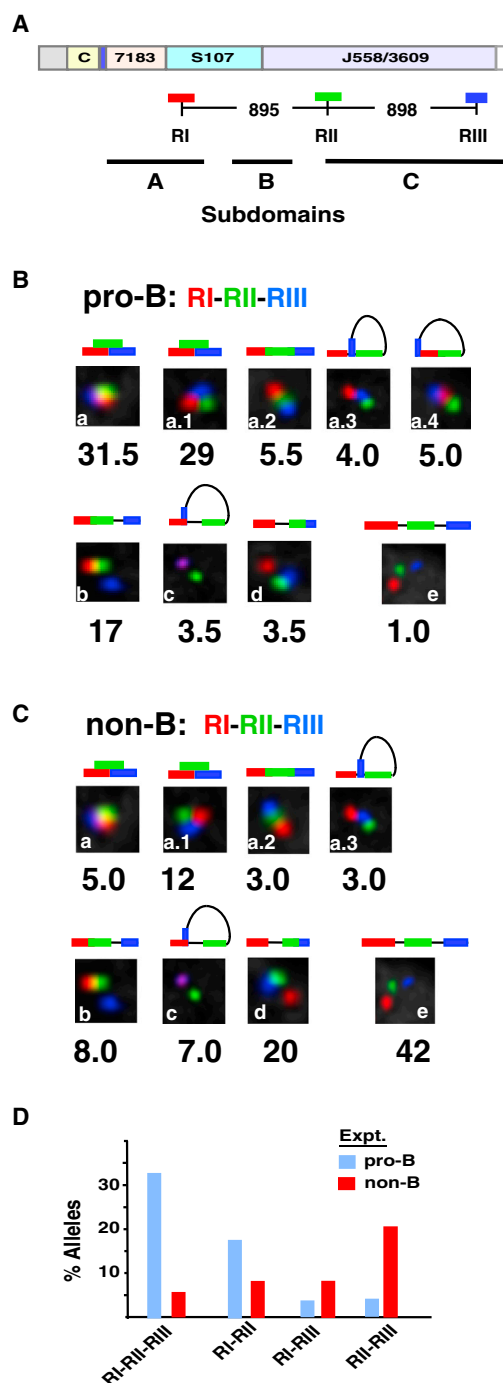 A
C 7183 S107 J558/3609
895 898
RI RII RIII
A B C
Subdomains
B
pro-B: RI-RII-RIII
a a.1 a.2 a.3 a.4
31.5 29 5.5 4.0 5.0
b c d e
17 3.5 3.5 1.0
C
non-B: RI-RII-RIII
a a.1 a.2 a.3
5.0 12 3.0 3.0
b c d e
8.0 7.0 20 42
D
Expt.
pro-B
non-B
% Alleles
30
20
10
RI-RII-RIII RI-RII RI-RIII RII-RIII